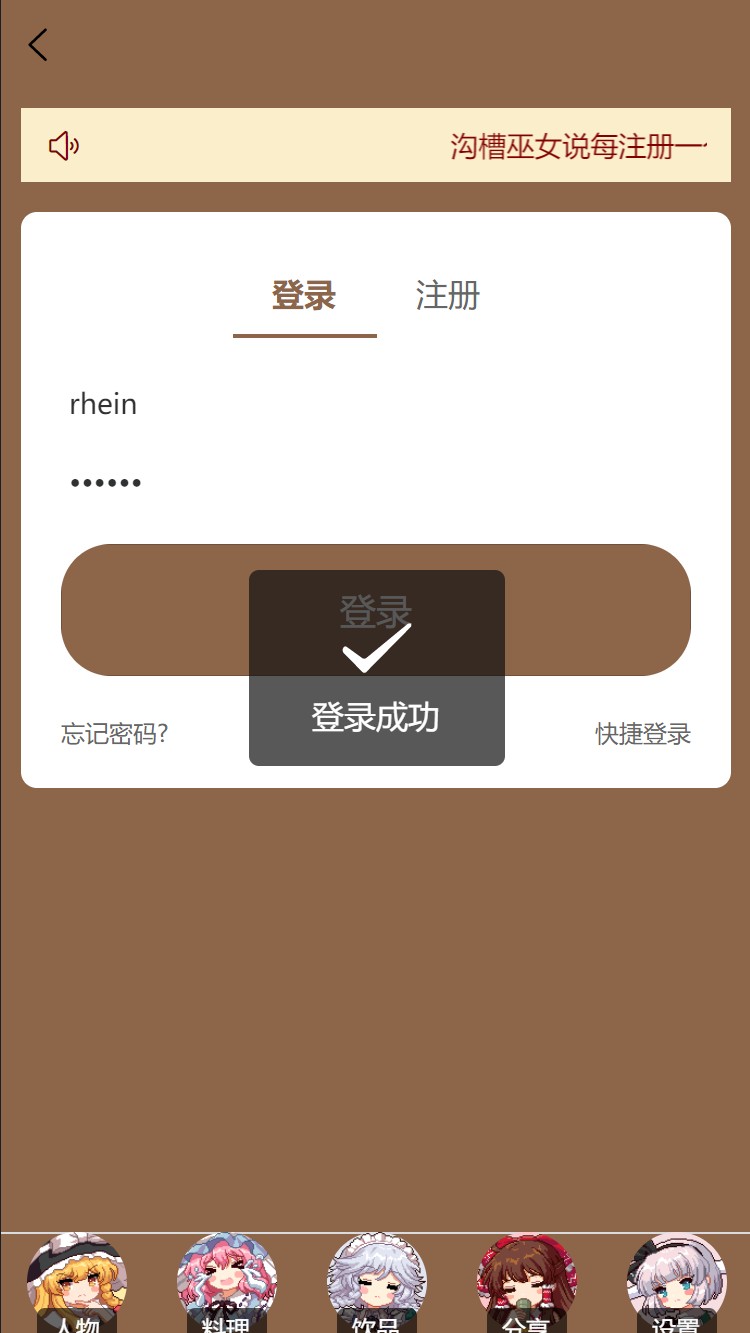 沟槽巫女说每注册一
登录 注册
rhein
••••••
登录
登录成功
忘记密码? 快捷登录
人物 料理 饮品 分享 设置